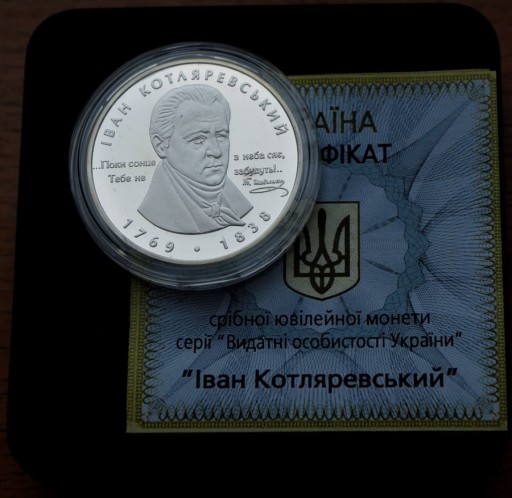 ІВАН КОТЛЯРЕВСЬКИЙ
...Поки сонце з неба сяє,
Тебе не забудуть!..
1769 • 1838
АЇНА
ФІКАТ
срібної ювілейної монети
серії "Видатні особистості України"
"Іван Котляревський"